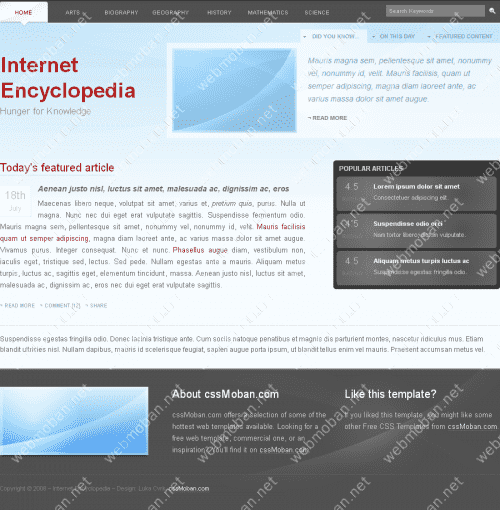 HOME ARTS BIOGRAPHY GEOGRAPHY HISTORY MATHEMATICS SCIENCE Search Keywords
DID YOU KNOW... ON THIS DAY FEATURED CONTENT
Internet
Encyclopedia
Hunger for Knowledge
Mauris magna sem, pellentesque sit amet, nonummy
vel, nonummy id, velit. Mauris facilisis, quam ut
semper adipiscing, magna diam laoreet ante, ac
varius massa dolor sit amet augue.
¬ READ MORE
Today's featured article
18th
July
Aenean justo nisl, luctus sit amet, malesuada ac, dignissim ac, eros
Maecenas libero neque, volutpat sit amet, varius et, pretium quis, purus. Nulla ut
magna. Nunc nec dui eget erat vulputate sagittis. Suspendisse fermentum odio.
Mauris magna sem, pellentesque sit amet, nonummy vel, nonummy id, velit. Mauris facilisis,
quam ut semper adipiscing, magna diam laoreet ante, ac varius massa dolor sit amet augue.
Vivamus purus. Integer consequat. Nunc et nunc. Phasellus augue diam, vestibulum non,
iaculis eget, tristique sed, lectus. Sed pede. Nullam egestas ante a mauris. Aliquam metus
turpis, luctus ac, sagittis eget, elementum tincidunt, massa. Aenean justo nisl, luctus sit amet,
malesuada ac, dignissim ac, eros nec dui eget erat vulputate sagittis.
READ MORE COMMENT [12] SHARE
POPULAR ARTICLES
4.5
Lorem ipsum dolor sit amet
Consectetuer adipiscing elit.
4.5
Suspendisse odio orci
Nam tortor libero, interdum vulputate.
4.5
Aliquam metus turpis luctus ac
Suspendisse egestas fringilla odio.
Suspendisse egestas fringilla odio. Donec lacinia tristique ante. Cum sociis natoque penatibus et magnis dis parturient montes, nascetur ridiculus mus. Etiam
blandit ultrices nisl. Nullam dapibus, mauris id scelerisque feugiat, sapien augue porta ipsum, ut blandit tellus enim vel mauris. Praesent accumsan metus vel.
About cssMoban.com
cssMoban.com offers a selection of some of the
hottest web templates available. Looking for a
free web template, commercial one, or an
inspiration? You'll find it on cssMoban.com.
Like this template?
If you liked this template, you might like some
other Free CSS Templates from cssMoban.com.
Copyright © 2009 – Internet Encyclopedia – Design: Luka Cvrk, cssMoban.com
webmoban.net